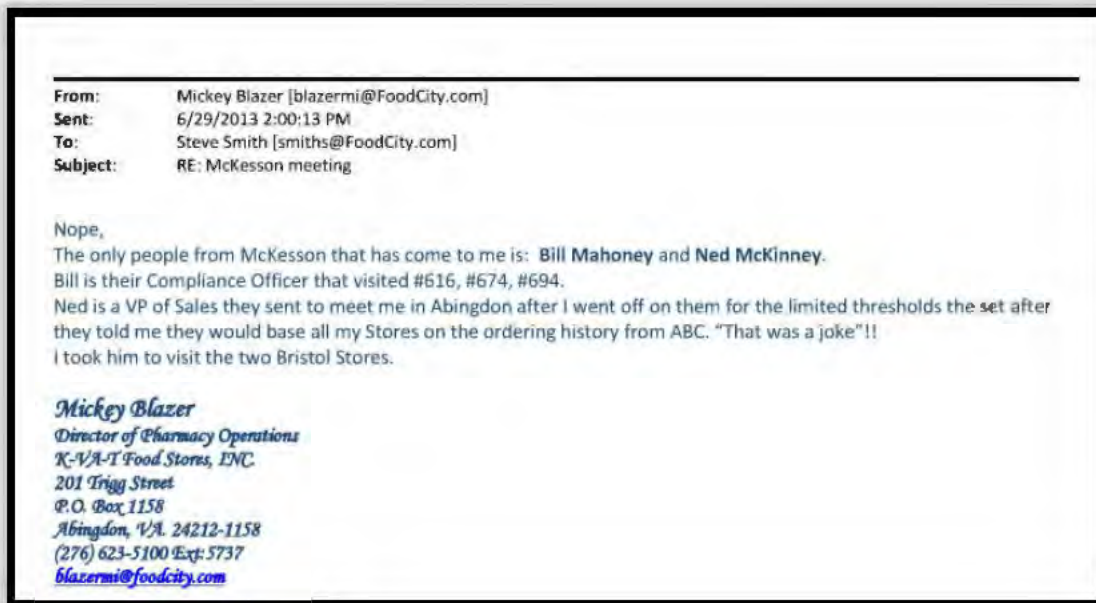 From: Mickey Blazer [blazermi@FoodCity.com]
Sent: 6/29/2013 2:00:13 PM
To: Steve Smith [smiths@FoodCity.com]
Subject: RE: McKesson meeting
Nope,
The only people from McKesson that has come to me is: Bill Mahoney and Ned McKinney.
Bill is their Compliance Officer that visited #616, #674, #694.
Ned is a VP of Sales they sent to meet me in Abingdon after I went off on them for the limited thresholds the set after
they told me they would base all my Stores on the ordering history from ABC. “That was a joke”!!
I took him to visit the two Bristol Stores.
Mickey Blazer
Director of Pharmacy Operations
K-VA-T Food Stores, INC.
201 Trigg Street
P.O. Box 1158
Abingdon, VA. 24212-1158
(276) 623-5100 Ext: 5737
blazermi@foodcity.com